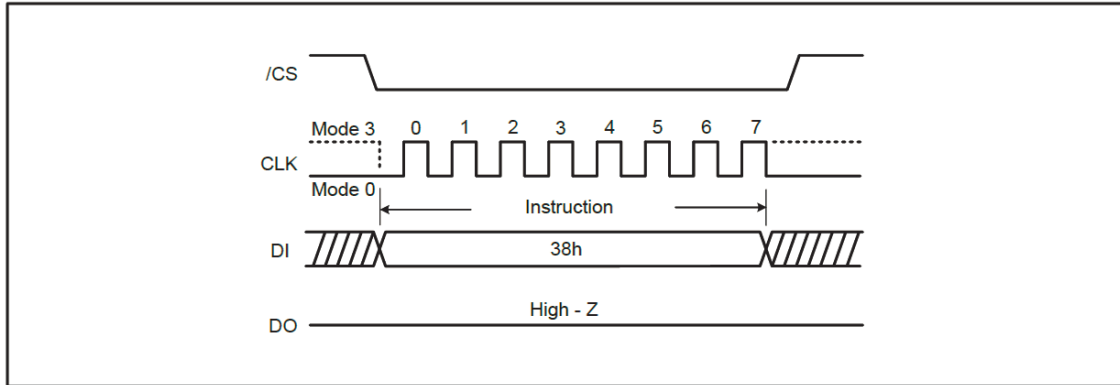 /CS
Mode 3 0 1 2 3 4 5 6 7
CLK
Mode 0
Instruction
DI 38h
High - Z
DO